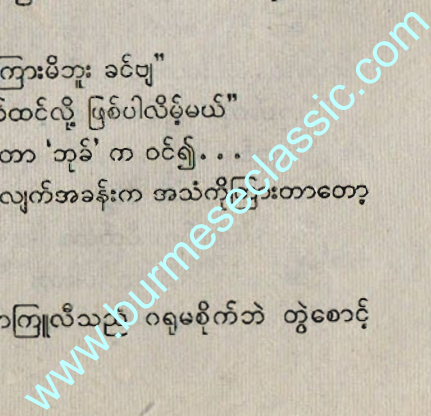 ကြားမိဘူး ခင်ဗျ”
ထင်လို့ ဖြစ်ပါလိမ့်မယ်”
တာ ‘ဘုခ်’ က ဝင်၍...
လျက်အခန်းက အသံကိုကြားတာတော့
ကြူလီသည် ဂရုမစိုက်ဘဲ တွဲစောင့်
www.burmeseclassic.com